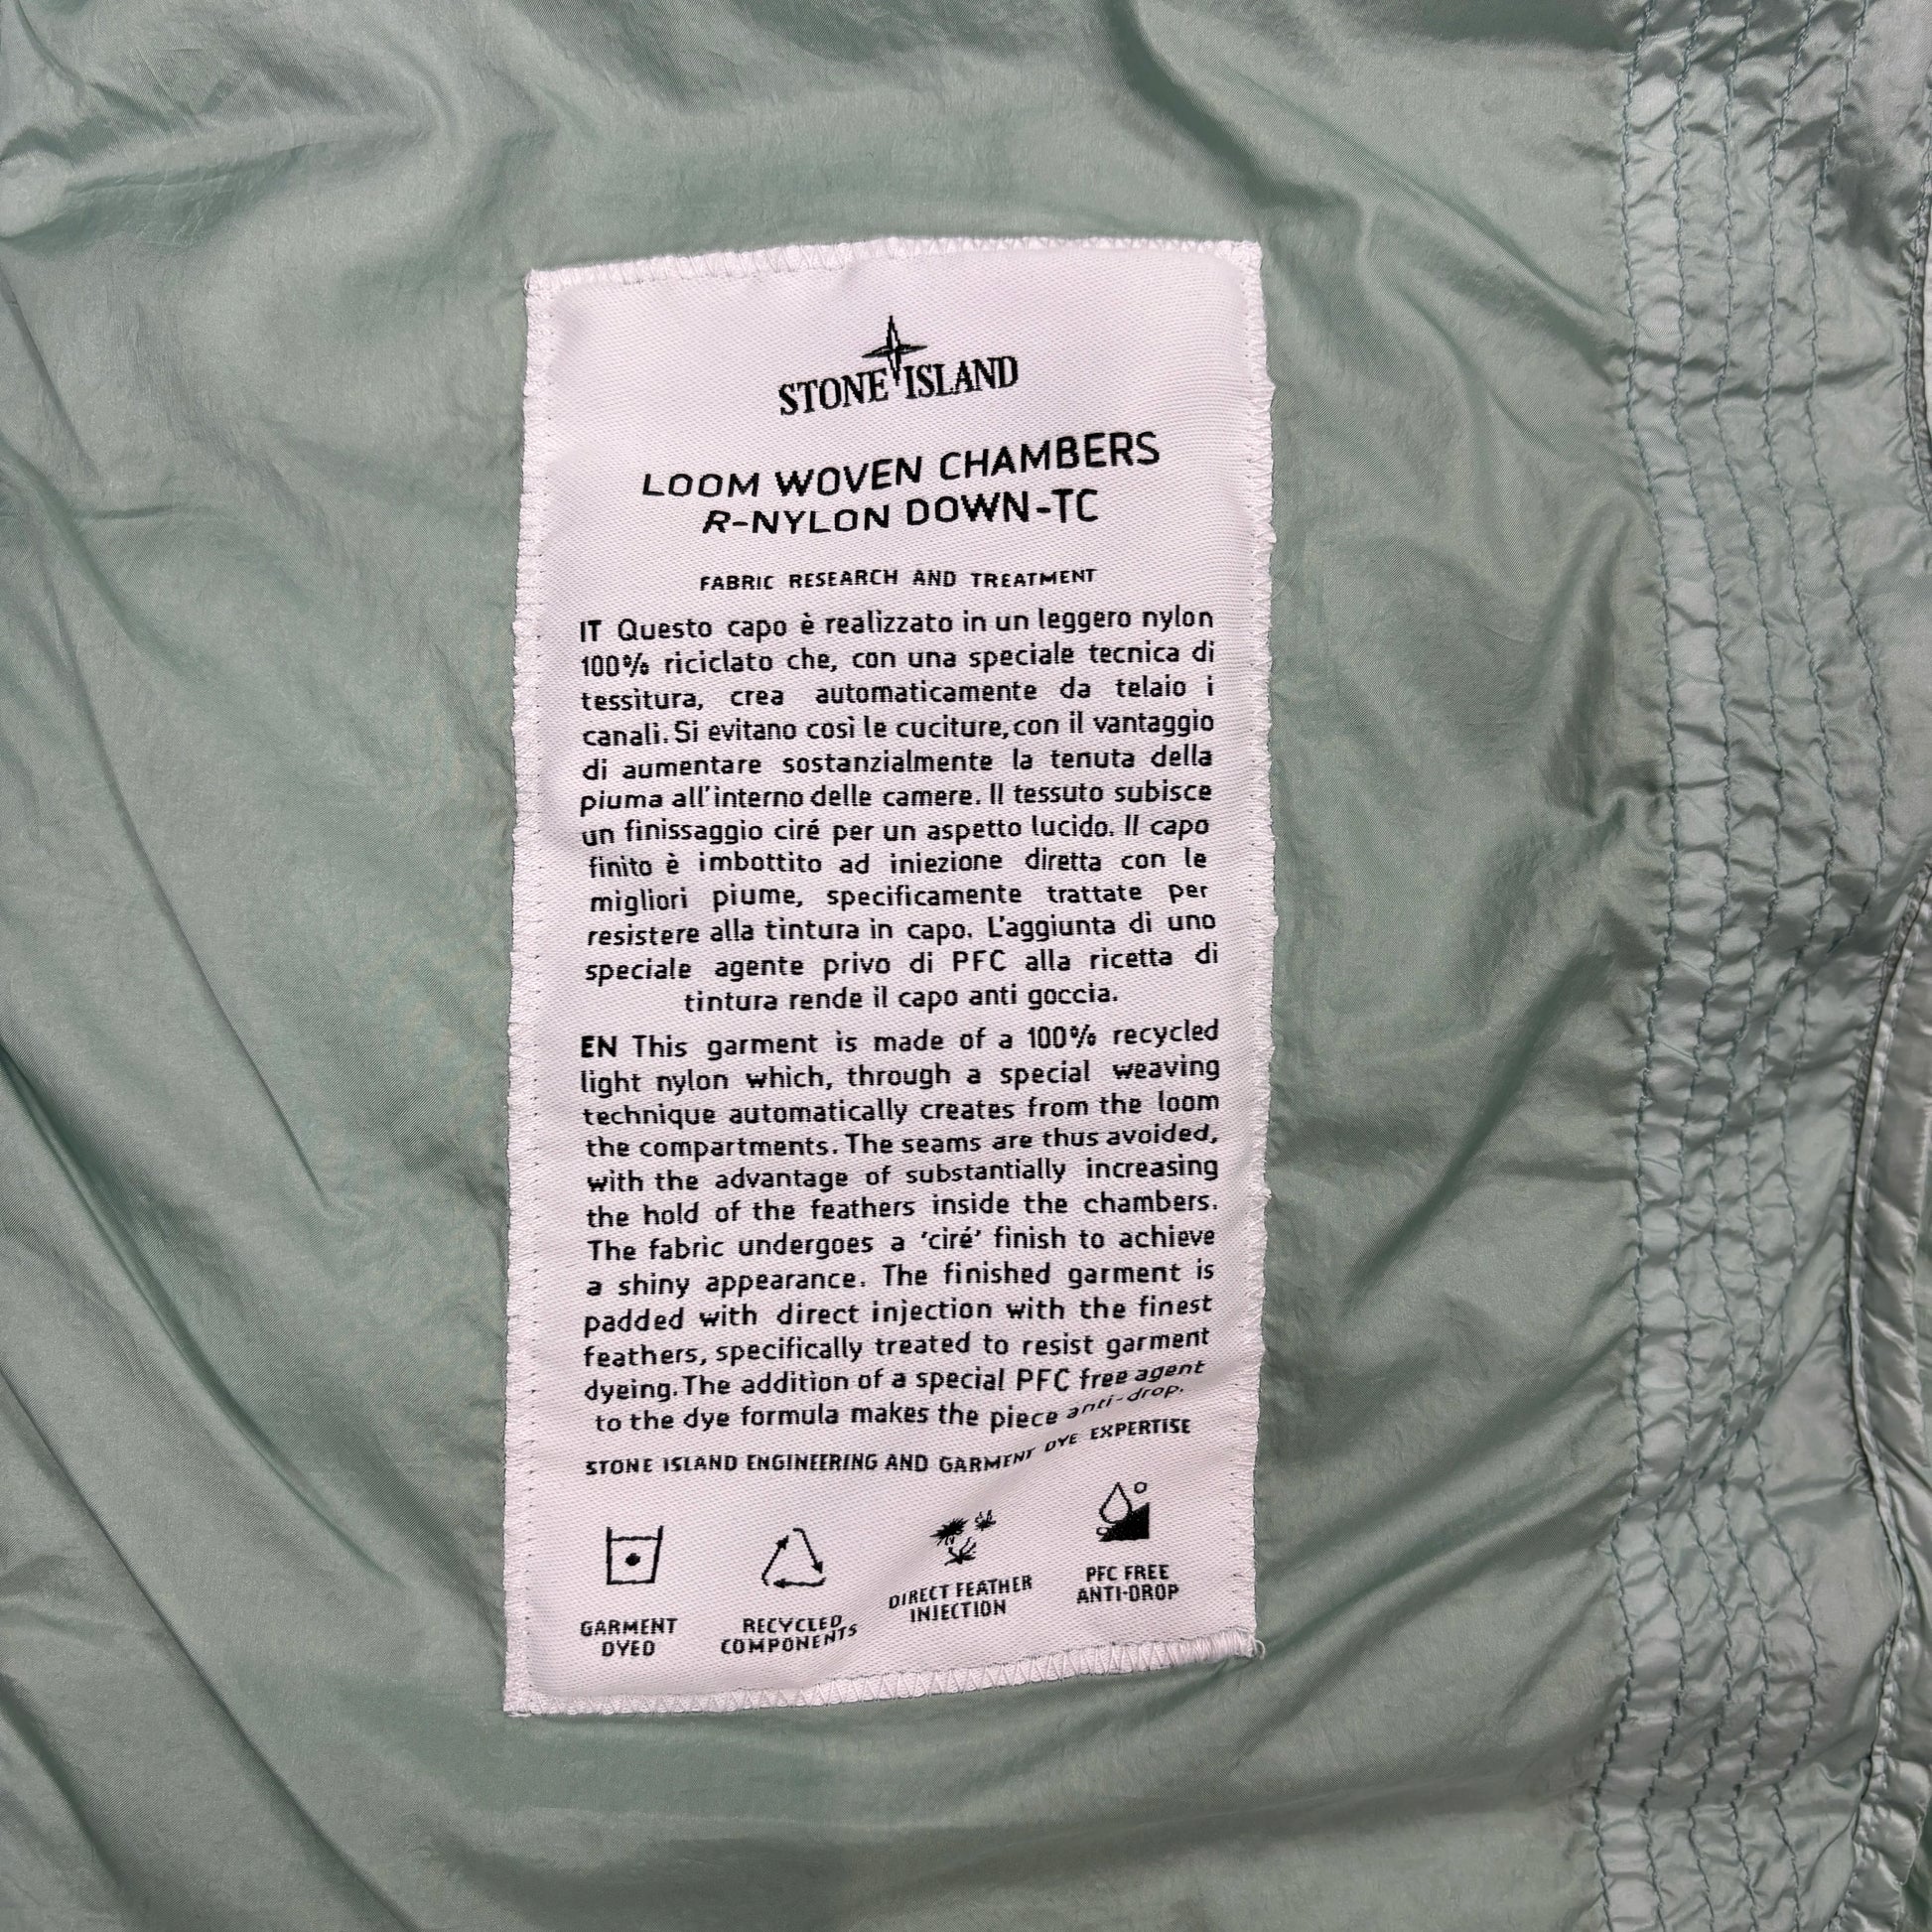 STONE ISLAND
LOOM WOVEN CHAMBERS
R-NYLON DOWN-TC
FABRIC RESEARCH AND TREATMENT
IT Questo capo è realizzato in un leggero nylon
100% riciclato che, con una speciale tecnica di
tessitura, crea automaticamente da telaio i
canali. Si evitano così le cuciture, con il vantaggio
di aumentare sostanzialmente la tenuta della
piuma all'interno delle camere. Il tessuto subisce
un finissaggio ciré per un aspetto lucido. Il capo
finito è imbottito ad iniezione diretta con le
migliori piume, specificamente trattate per
resistere alla tintura in capo. L'aggiunta di uno
speciale agente privo di PFC alla ricetta di
tintura rende il capo anti goccia.
EN This garment is made of a 100% recycled
light nylon which, through a special weaving
technique automatically creates from the loom
the compartments. The seams are thus avoided,
with the advantage of substantially increasing
the hold of the feathers inside the chambers.
The fabric undergoes a 'ciré' finish to achieve
a shiny appearance. The finished garment is
padded with direct injection with the finest
feathers, specifically treated to resist garment
dyeing. The addition of a special PFC free agent
to the dye formula makes the piece anti-drop.
STONE ISLAND ENGINEERING AND GARMENT DYE EXPERTISE
GARMENT
DYED
RECYCLED
COMPONENTS
DIRECT FEATHER
INJECTION
PFC FREE
ANTI-DROP